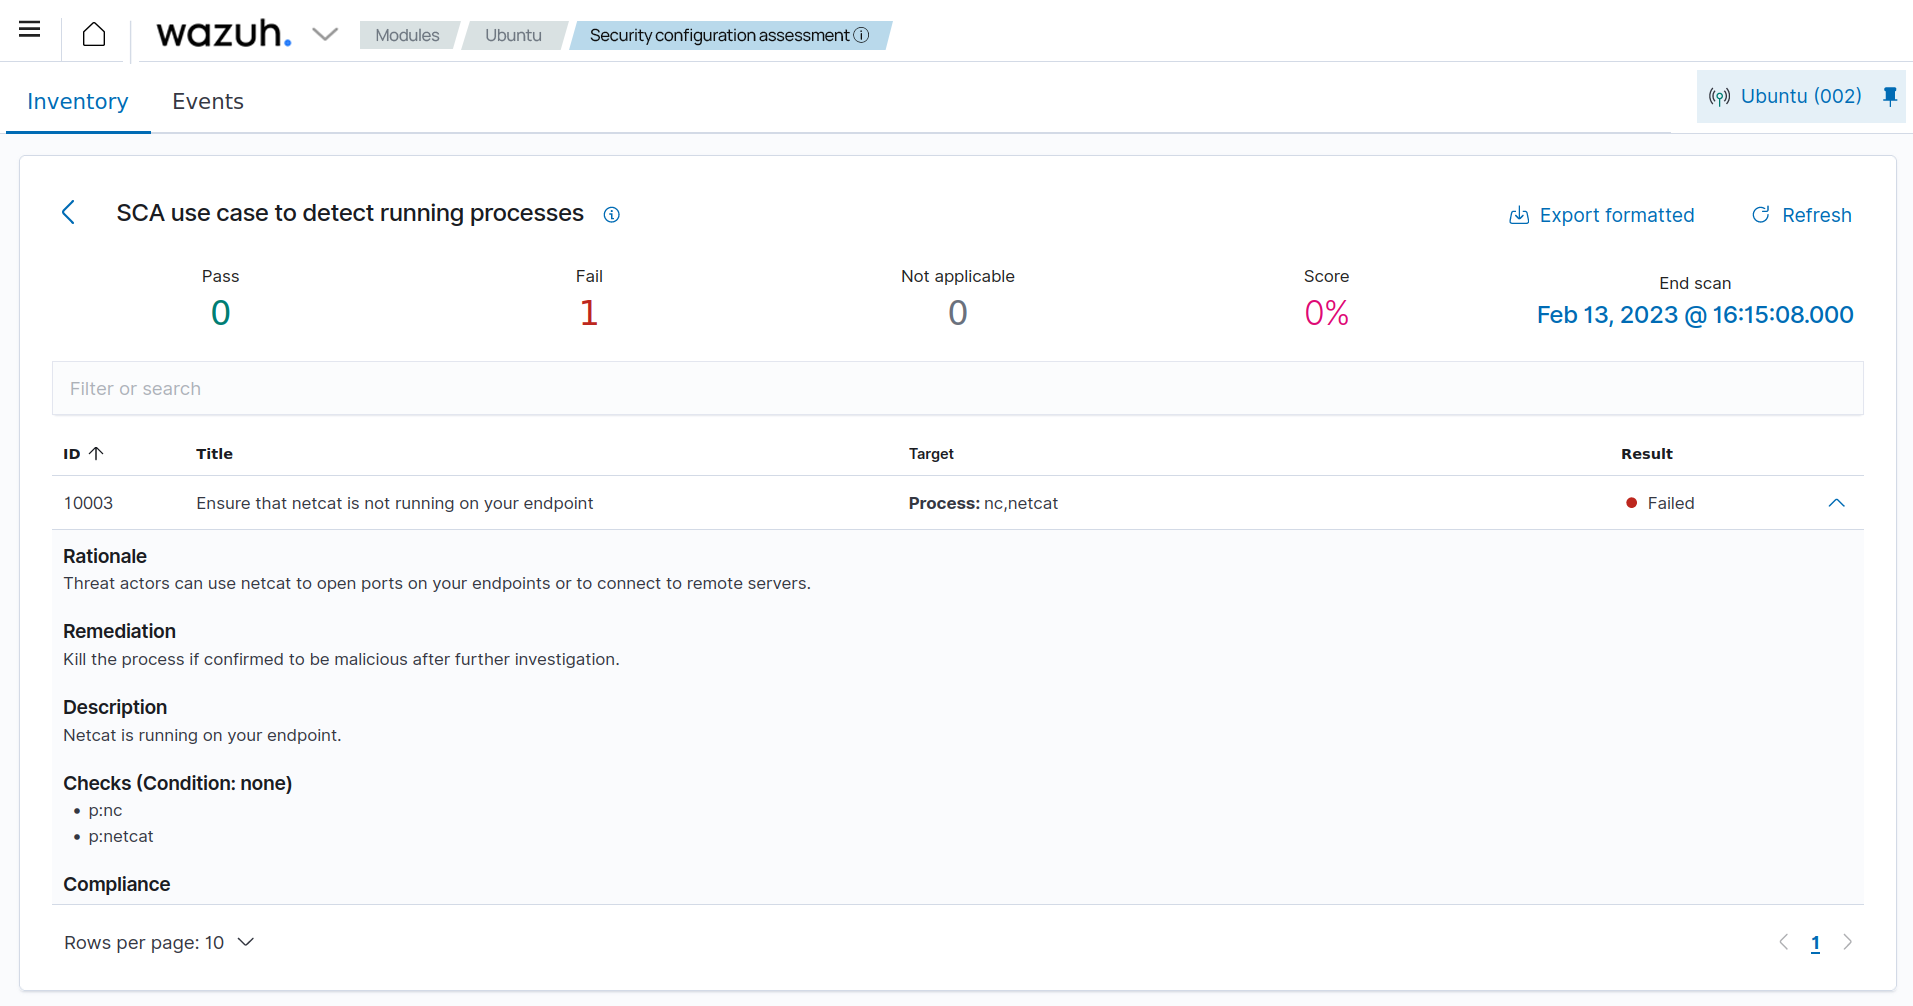 wazuh.
Modules
Ubuntu
Security configuration assessment
Inventory
Events
Ubuntu (002)
SCA use case to detect running processes
Export formatted
Refresh
Pass
0
Fail
1
Not applicable
0
Score
0%
End scan
Feb 13, 2023 @ 16:15:08.000
Filter or search
ID Title Target Result
10003 Ensure that netcat is not running on your endpoint Process: nc,netcat Failed
Rationale
Threat actors can use netcat to open ports on your endpoints or to connect to remote servers.
Remediation
Kill the process if confirmed to be malicious after further investigation.
Description
Netcat is running on your endpoint.
Checks (Condition: none)
• p:nc
• p:netcat
Compliance
Rows per page: 10
1